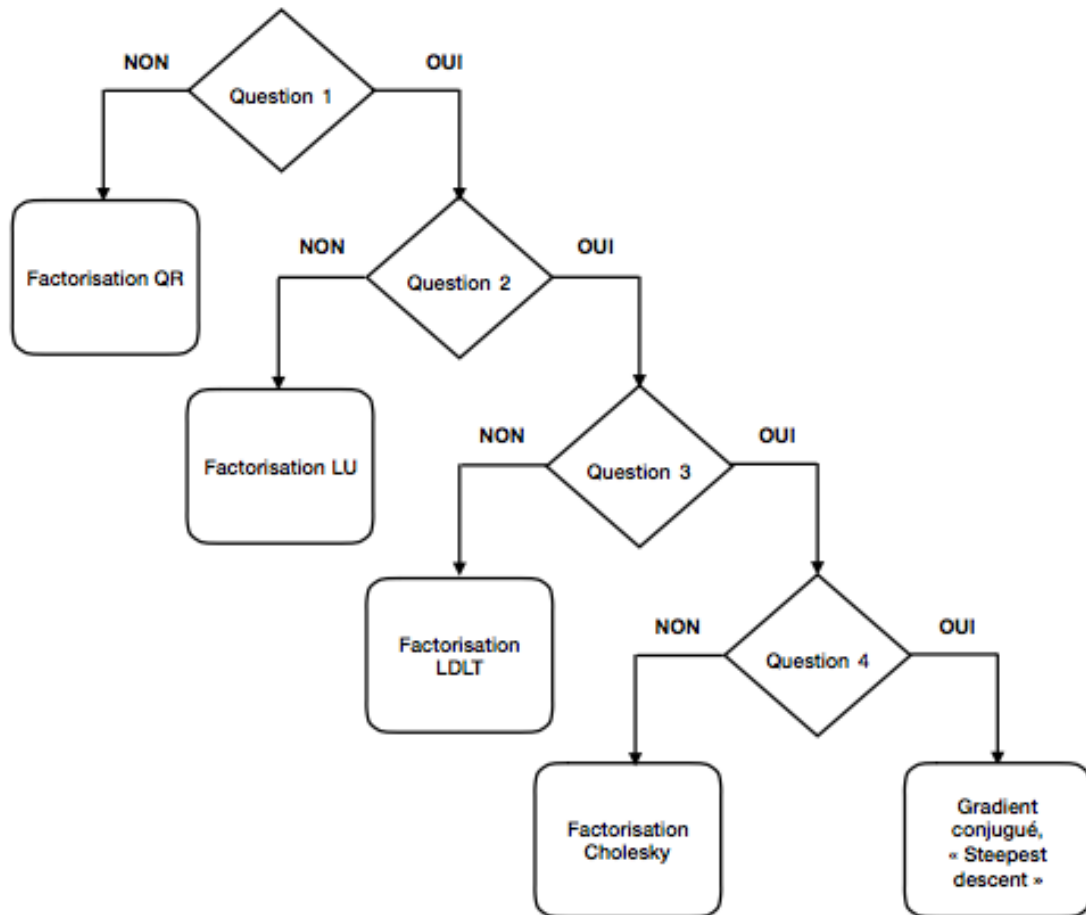 NON
OUI
Question 1
Factorisation QR
NON
OUI
Question 2
Factorisation LU
NON
OUI
Question 3
Factorisation
LDLT
NON
OUI
Question 4
Factorisation
Cholesky
Gradient
conjugué,
« Steepest
descent »